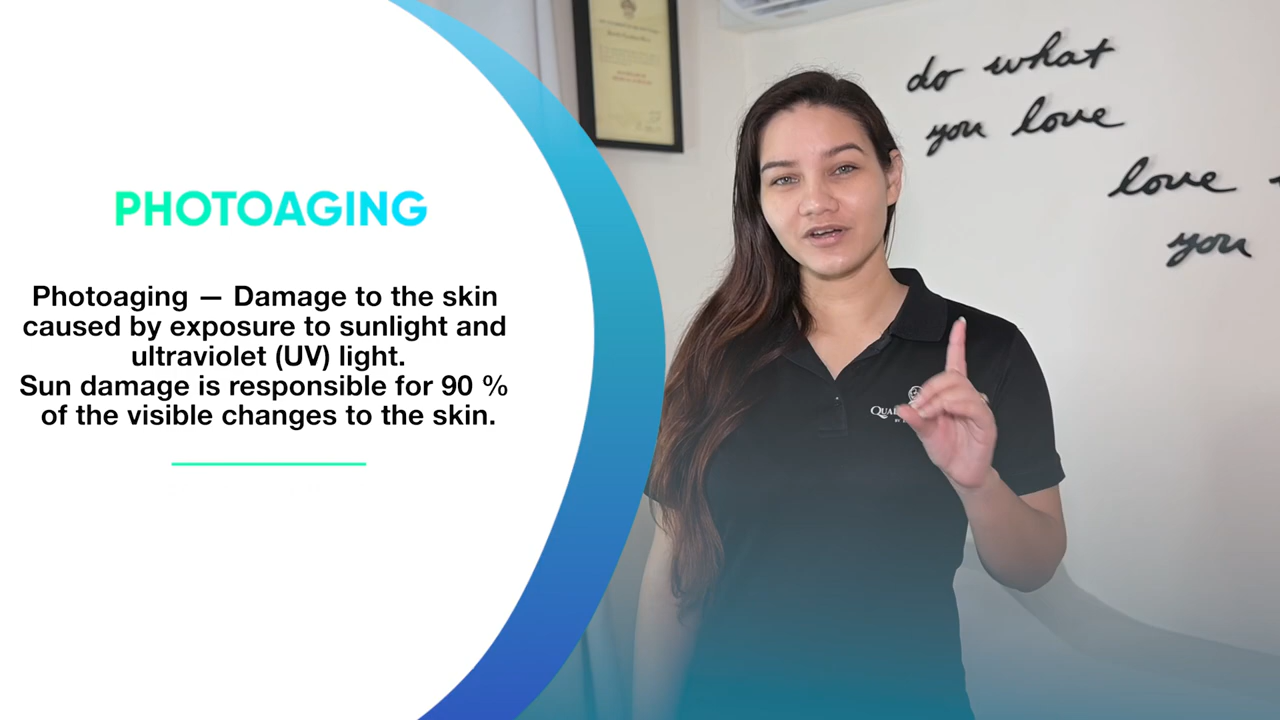 PHOTOAGING
Photoaging — Damage to the skin
caused by exposure to sunlight and
ultraviolet (UV) light.
Sun damage is responsible for 90 %
of the visible changes to the skin.
do what
you love
love
you